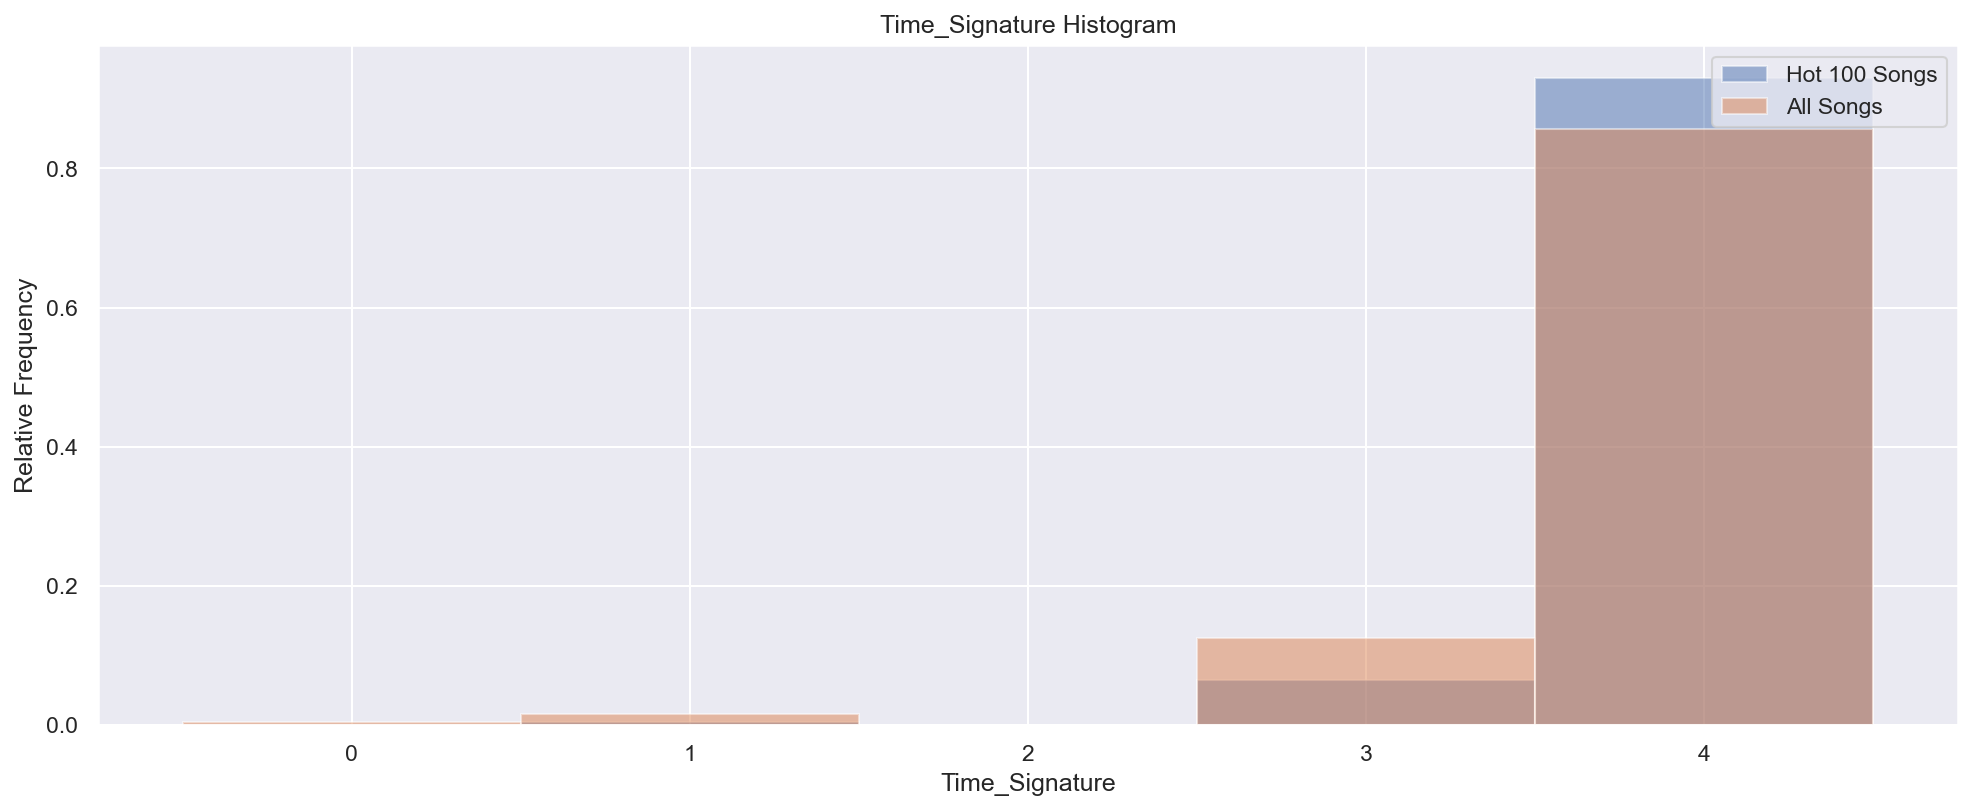 Time_Signature Histogram
Hot 100 Songs
All Songs
Relative Frequency
0.8
0.6
0.4
0.2
0.0
0 1 2 3 4
Time_Signature